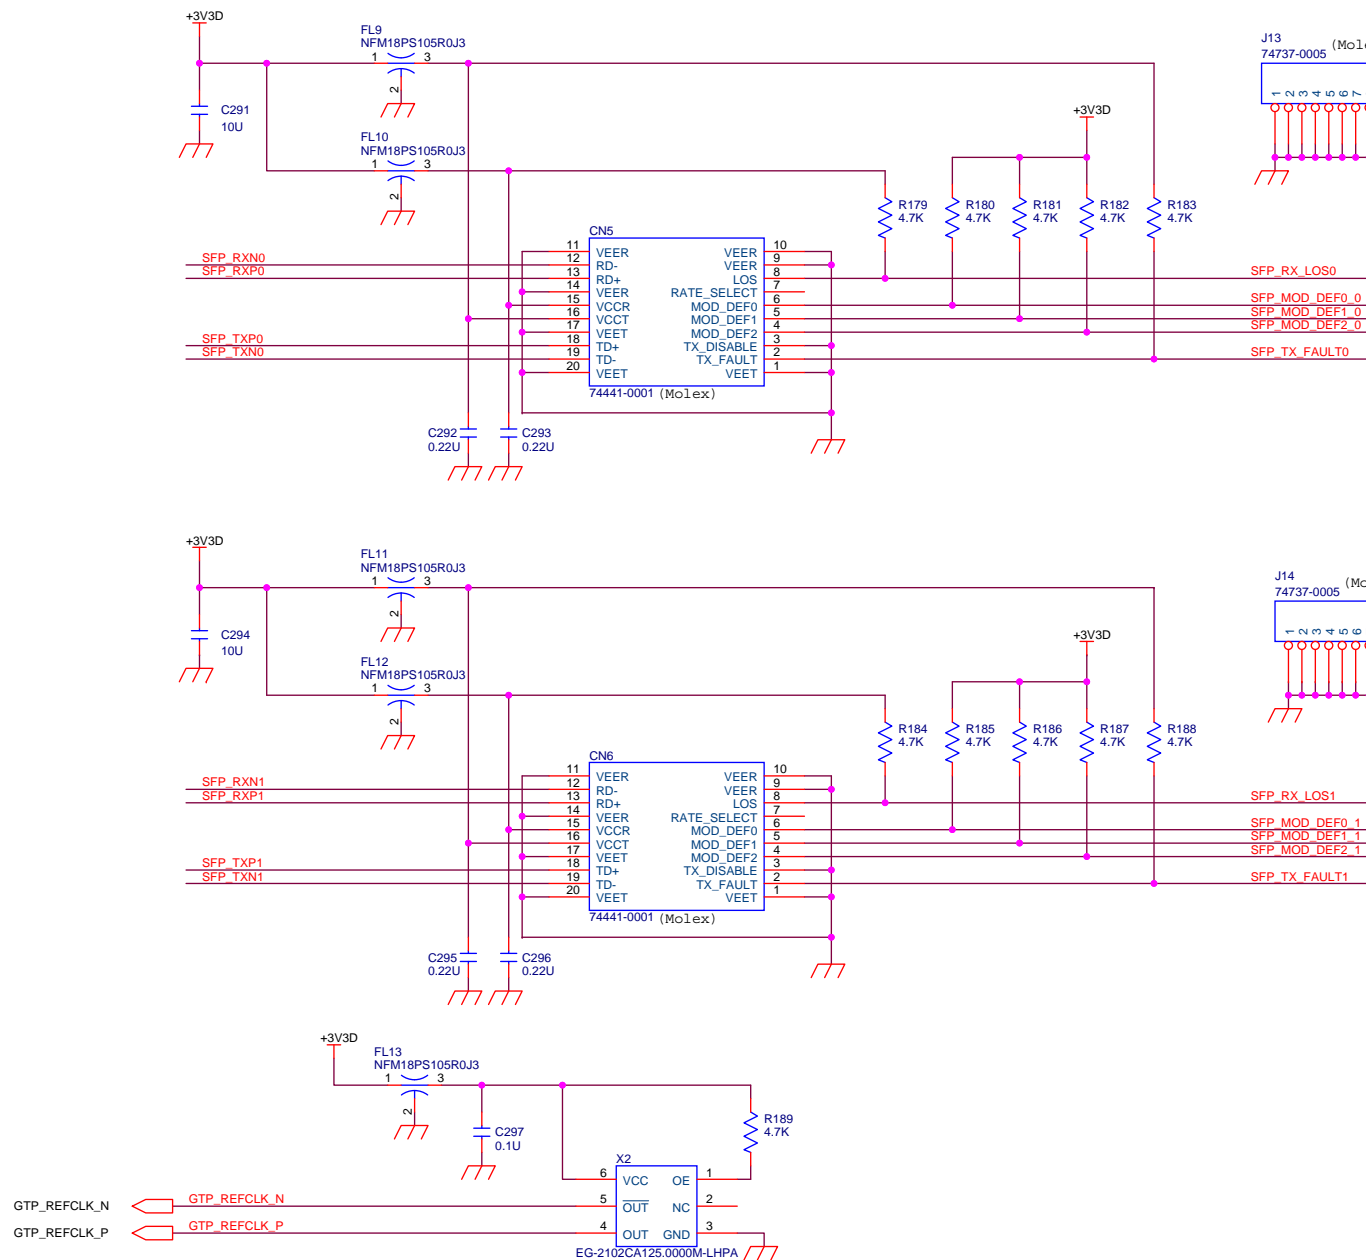 +3V3D
FL9
NFM18PS105R0J3
1 3
2
C291
10U
FL10
NFM18PS105R0J3
1 3
2
+3V3D
R179
4.7K
R180
4.7K
R181
4.7K
R182
4.7K
R183
4.7K
J13
74737-0005
1 2 3 4 5 6 7
CN5
11 VEER VEER 10
SFP_RXN0 12 RD- VEER 9
SFP_RXP0 13 RD+ LOS 8 SFP_RX_LOS0
14 VEER RATE_SELECT 7
15 VCCR MOD_DEF0 6 SFP_MOD_DEF0_0
16 VCCT MOD_DEF1 5 SFP_MOD_DEF1_0
17 VEET MOD_DEF2 4 SFP_MOD_DEF2_0
SFP_TXP0 18 TD+ TX_DISABLE 3
SFP_TXN0 19 TD- TX_FAULT 2 SFP_TX_FAULT0
20 VEET VEET 1
74441-0001 (Molex)
C292
0.22U
C293
0.22U
+3V3D
FL11
NFM18PS105R0J3
1 3
2
C294
10U
FL12
NFM18PS105R0J3
1 3
2
+3V3D
R184
4.7K
R185
4.7K
R186
4.7K
R187
4.7K
R188
4.7K
J14
74737-0005
1 2 3 4 5 6
CN6
11 VEER VEER 10
SFP_RXN1 12 RD- VEER 9
SFP_RXP1 13 RD+ LOS 8 SFP_RX_LOS1
14 VEER RATE_SELECT 7
15 VCCR MOD_DEF0 6 SFP_MOD_DEF0_1
16 VCCT MOD_DEF1 5 SFP_MOD_DEF1_1
17 VEET MOD_DEF2 4 SFP_MOD_DEF2_1
SFP_TXP1 18 TD+ TX_DISABLE 3
SFP_TXN1 19 TD- TX_FAULT 2 SFP_TX_FAULT1
20 VEET VEET 1
74441-0001 (Molex)
C295
0.22U
C296
0.22U
+3V3D
FL13
NFM18PS105R0J3
1 3
2
C297
0.1U
R189
4.7K
X2
6 VCC OE 1
GTP_REFCLK_N GTP_REFCLK_N 5 OUT NC 2
GTP_REFCLK_P GTP_REFCLK_P 4 OUT GND 3
EG-2102CA125.0000M-LHPA